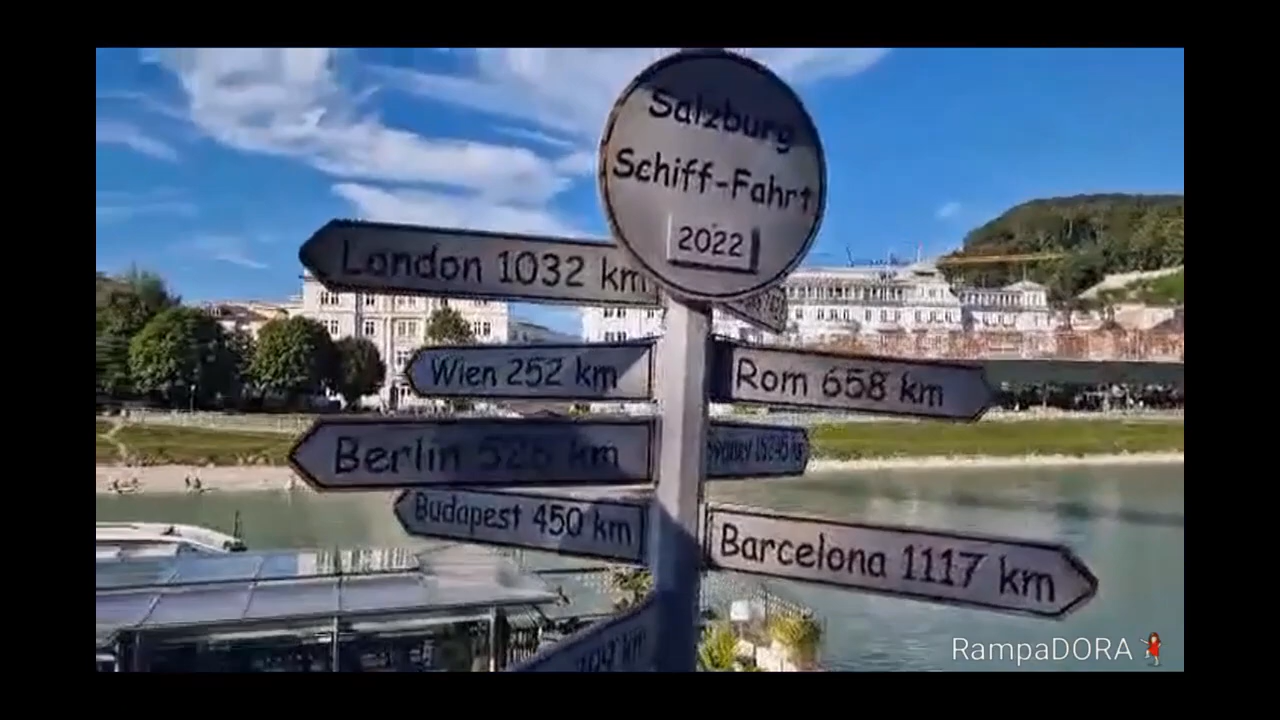 Salzburg
Schiff-Fahrt
2022
London 1032 km
Wien 252 km
Rom 658 km
Berlin 526 km
Budapest 450 km
Barcelona 1117 km
RampaDORA